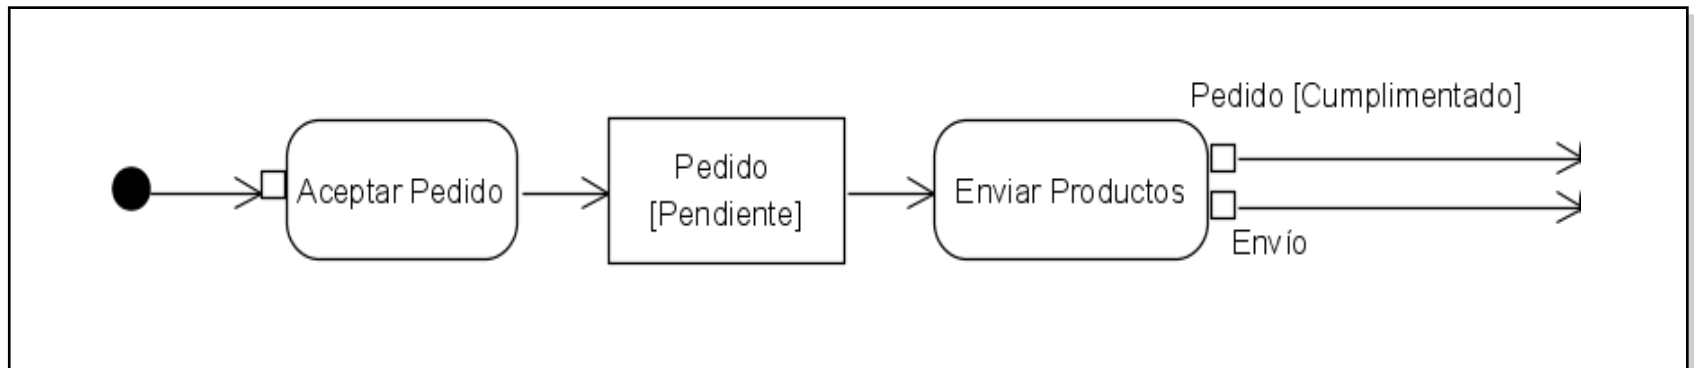 Pedido [Cumplimentado]
Aceptar Pedido
Pedido
[Pendiente]
Enviar Productos
Envío